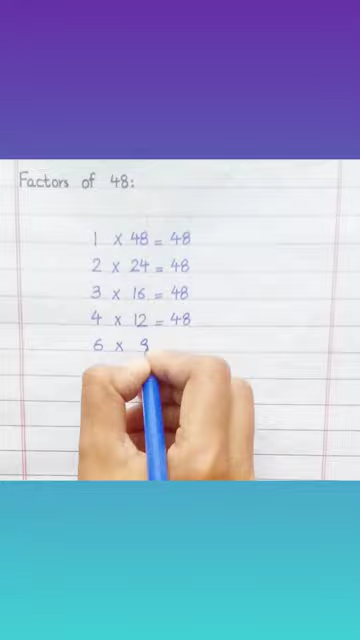 Factors of 48:
1 × 48 = 48
2 × 24 = 48
3 × 16 = 48
4 × 12 = 48
6 × 8